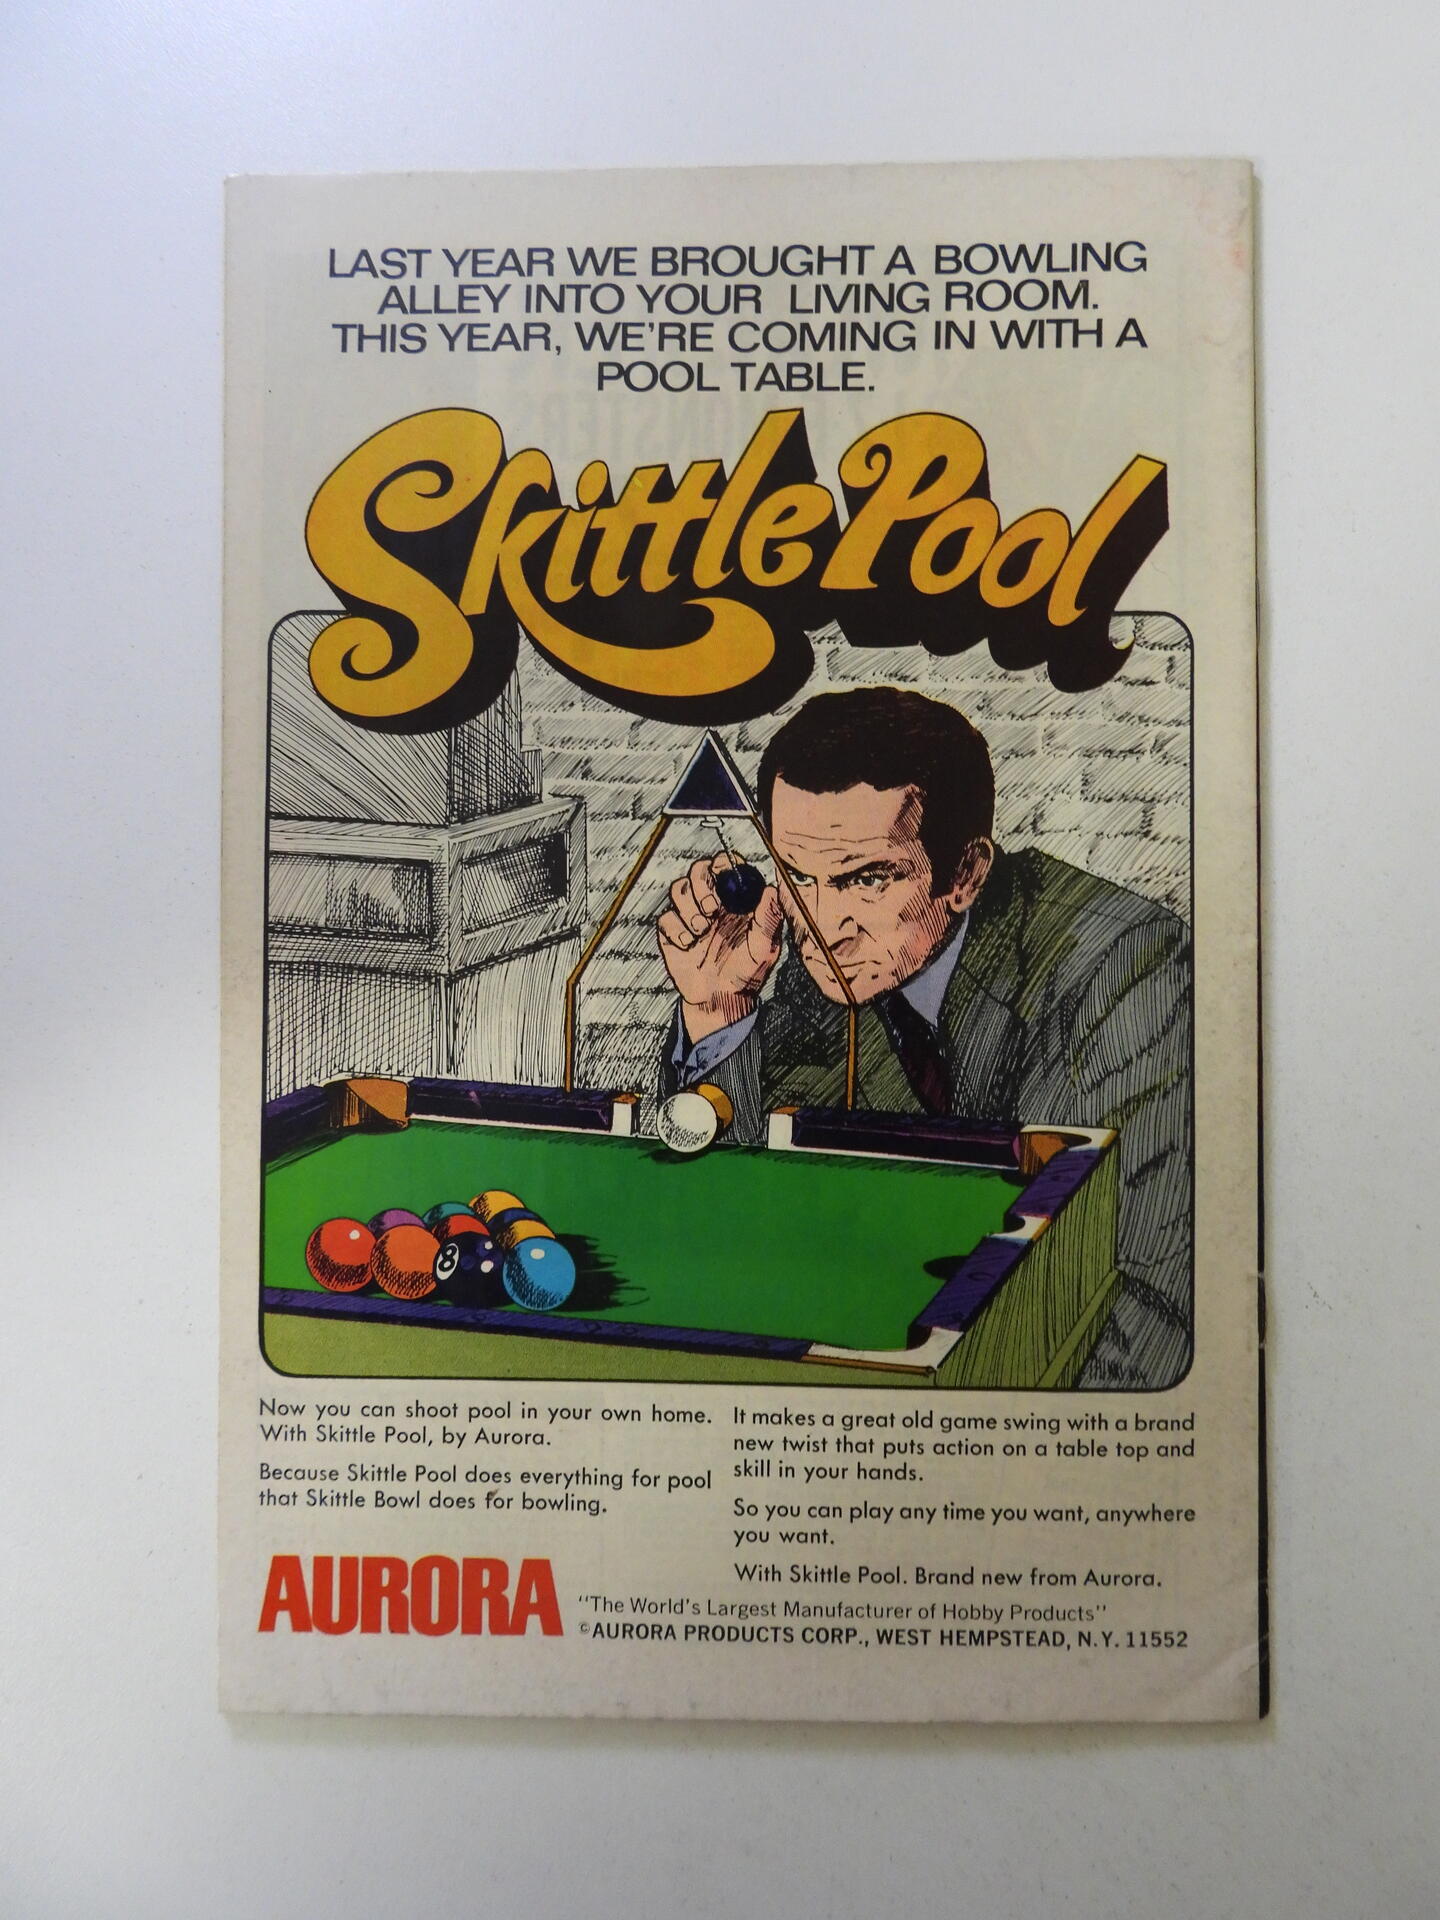 LAST YEAR WE BROUGHT A BOWLING
ALLEY INTO YOUR LIVING ROOM.
THIS YEAR, WE'RE COMING IN WITH A
POOL TABLE.
Skittle Pool
8
Now you can shoot pool in your own home.
With Skittle Pool, by Aurora.
Because Skittle Pool does everything for pool
that Skittle Bowl does for bowling.
It makes a great old game swing with a brand
new twist that puts action on a table top and
skill in your hands.
So you can play any time you want, anywhere
you want.
With Skittle Pool. Brand new from Aurora.
AURORA
"The World's Largest Manufacturer of Hobby Products"
©AURORA PRODUCTS CORP., WEST HEMPSTEAD, N.Y. 11552